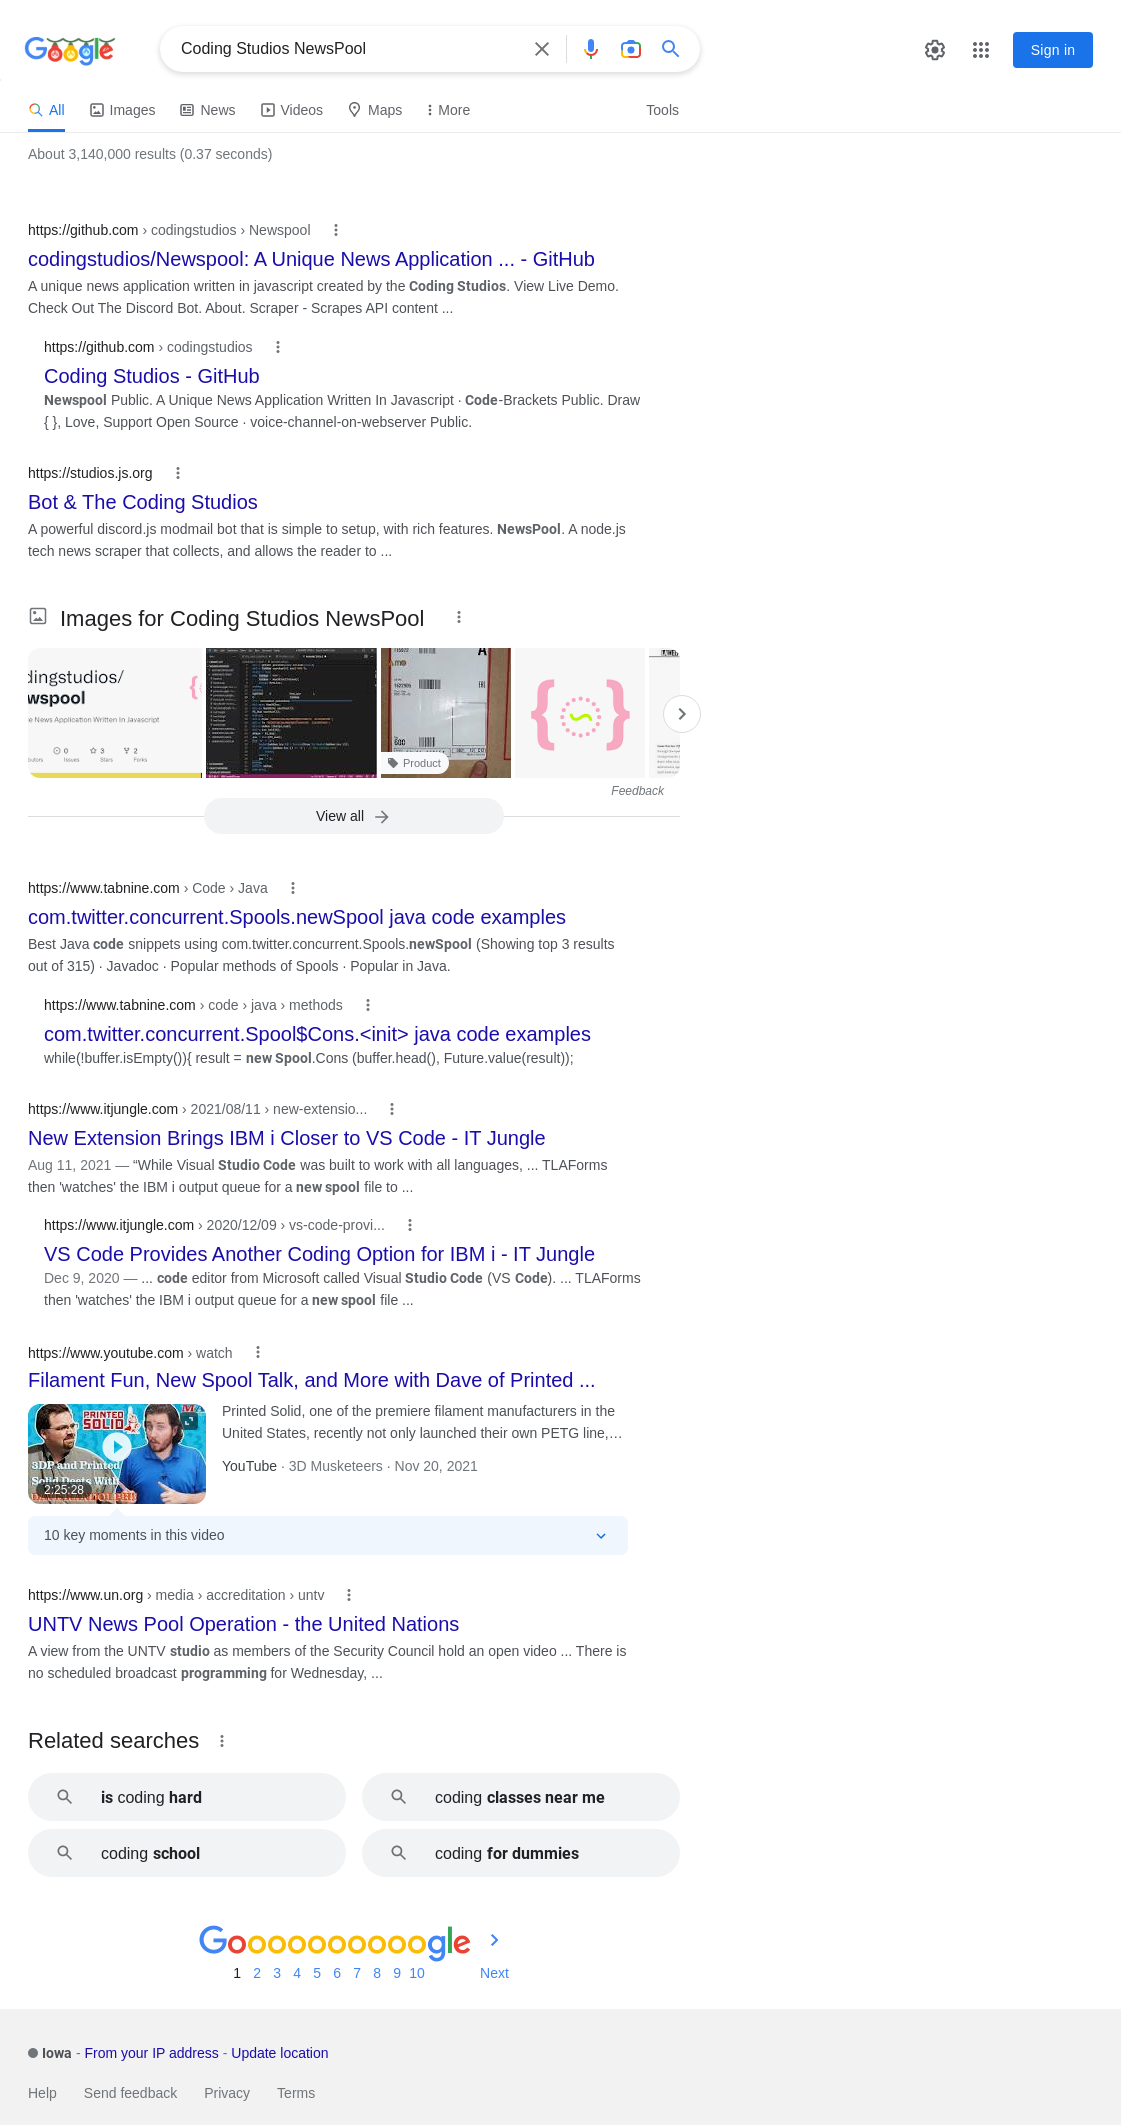 Google
Coding Studios NewsPool
Sign in
All
Images
News
Videos
Maps
More
Tools
About 3,140,000 results (0.37 seconds)
https://github.com › codingstudios › Newspool
codingstudios/Newspool: A Unique News Application ... - GitHub
A unique news application written in javascript created by the Coding Studios. View Live Demo.
Check Out The Discord Bot. About. Scraper - Scrapes API content ...
https://github.com › codingstudios
Coding Studios - GitHub
Newspool Public. A Unique News Application Written In Javascript · Code-Brackets Public. Draw
{ }, Love, Support Open Source · voice-channel-on-webserver Public.
https://studios.js.org
Bot & The Coding Studios
A powerful discord.js modmail bot that is simple to setup, with rich features. NewsPool. A node.js
tech news scraper that collects, and allows the reader to ...
Images for Coding Studios NewsPool
dingstudios/
wspool
e News Application Written In Javascript
0
3
2
Issues
Stars
Forks
Product
Feedback
View all
https://www.tabnine.com › Code › Java
com.twitter.concurrent.Spools.newSpool java code examples
Best Java code snippets using com.twitter.concurrent.Spools.newSpool (Showing top 3 results
out of 315) · Javadoc · Popular methods of Spools · Popular in Java.
https://www.tabnine.com › code › java › methods
com.twitter.concurrent.Spool$Cons.<init> java code examples
while(!buffer.isEmpty()){ result = new Spool.Cons (buffer.head(), Future.value(result));
https://www.itjungle.com › 2021/08/11 › new-extensio...
New Extension Brings IBM i Closer to VS Code - IT Jungle
Aug 11, 2021 — “While Visual Studio Code was built to work with all languages, ... TLAForms
then 'watches' the IBM i output queue for a new spool file to ...
https://www.itjungle.com › 2020/12/09 › vs-code-provi...
VS Code Provides Another Coding Option for IBM i - IT Jungle
Dec 9, 2020 — ... code editor from Microsoft called Visual Studio Code (VS Code). ... TLAForms
then 'watches' the IBM i output queue for a new spool file ...
https://www.youtube.com › watch
Filament Fun, New Spool Talk, and More with Dave of Printed ...
PRINTED
SOLID
3DP and Printed
Solid Deets With
2:25:28
Printed Solid, one of the premiere filament manufacturers in the
United States, recently not only launched their own PETG line,…
YouTube · 3D Musketeers · Nov 20, 2021
10 key moments in this video
https://www.un.org › media › accreditation › untv
UNTV News Pool Operation - the United Nations
A view from the UNTV studio as members of the Security Council hold an open video ... There is
no scheduled broadcast programming for Wednesday, ...
Related searches
is coding hard
coding classes near me
coding school
coding for dummies
Goooooooooogle
1 2 3 4 5 6 7 8 9 10 Next
Iowa - From your IP address - Update location
Help Send feedback Privacy Terms